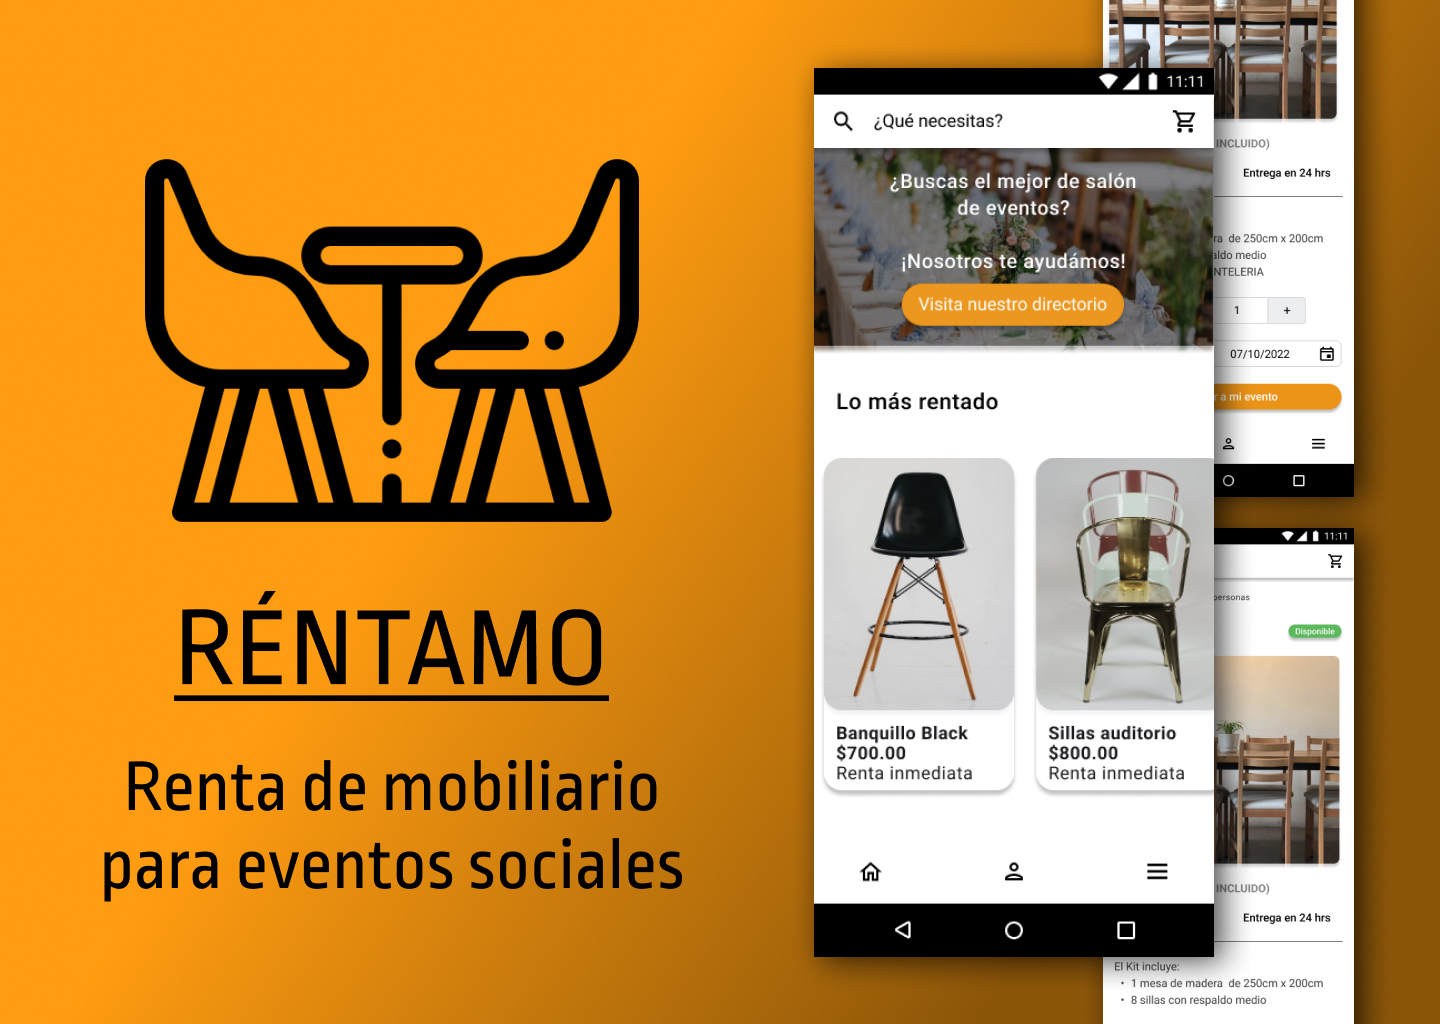 RÉNTAMO
Renta de mobiliario
para eventos sociales
11:11
¿Qué necesitas?
¿Buscas el mejor de salón
de eventos?
¡Nosotros te ayudámos!
Visita nuestro directorio
Lo más rentado
Banquillo Black
$700.00
Renta inmediata
Sillas auditorio
$800.00
Renta inmediata
INCLUIDO)
Entrega en 24 hrs
de 250cm x 200cm
medio
1
+
07/10/2022
a mi evento
11:11
personas
Disponible
INCLUIDO)
Entrega en 24 hrs
El Kit incluye:
• 1 mesa de madera de 250cm x 200cm
• 8 sillas con respaldo medio